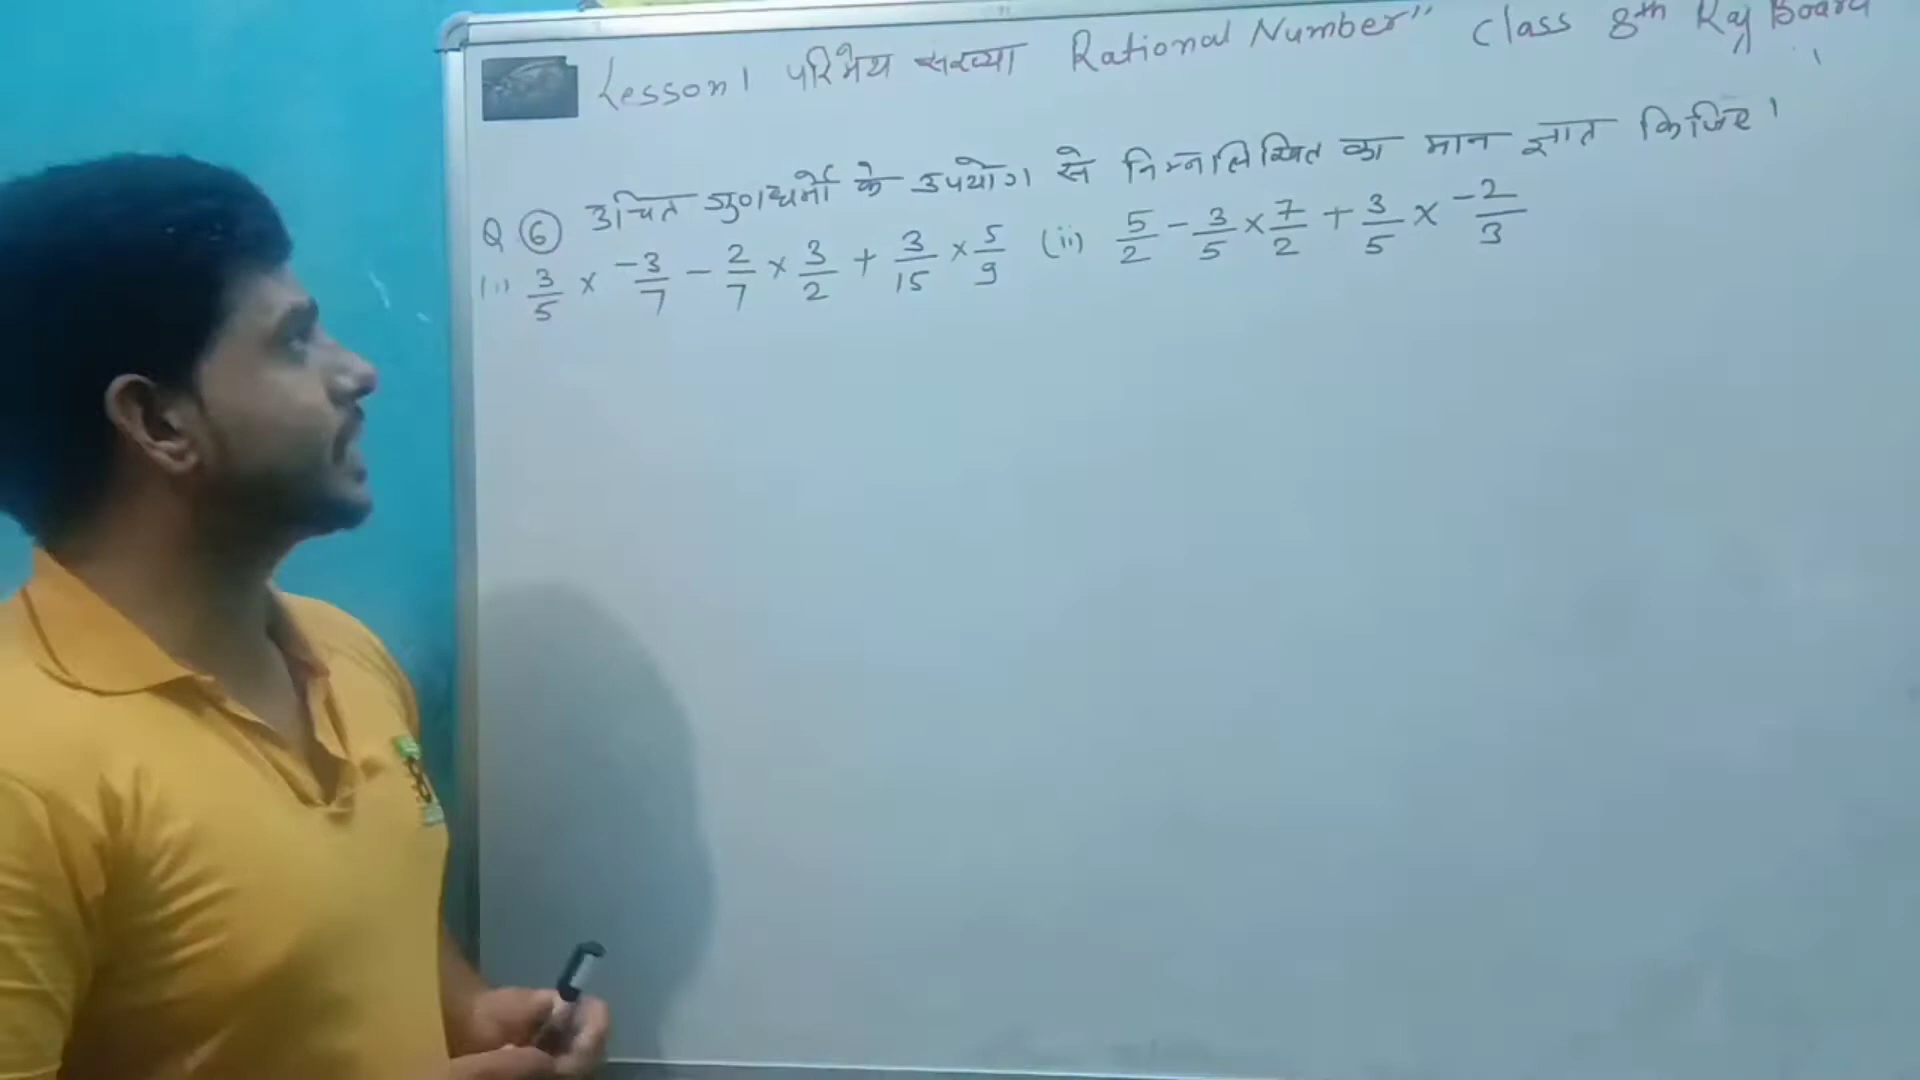 Lesson 1 परिमेय संख्या Rational Number" Class 8th Raj Board
Q ⑥ उचित गुणधर्मो के उपयोग से निम्नलिखित का मान ज्ञात किजिए।
(i) 3/5 × -3/7 - 2/7 × 3/2 + 3/15 × 5/9 (ii) 5/2 - 3/5 × 7/2 + 3/5 × -2/3